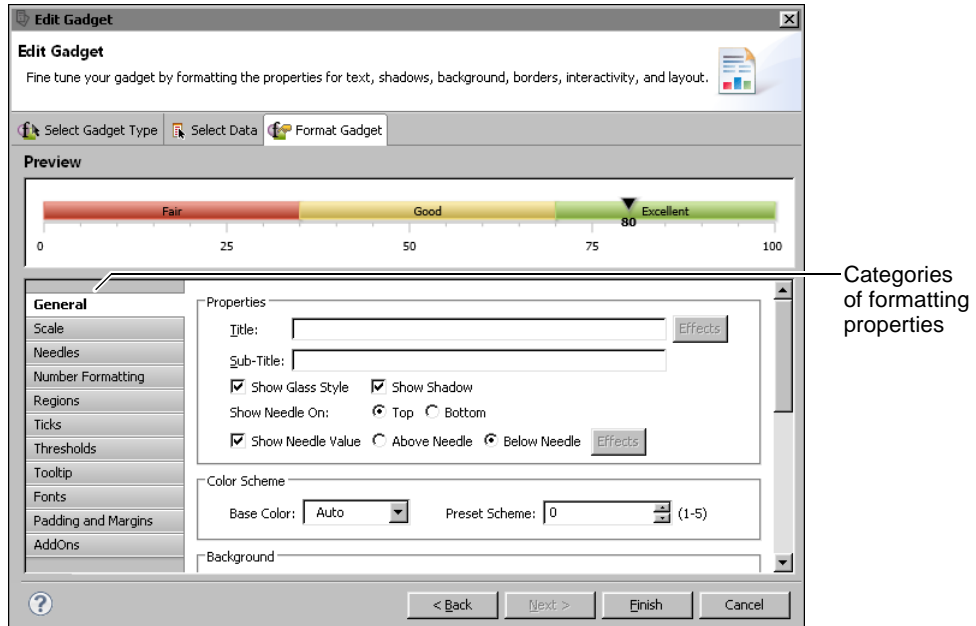 Edit Gadget
Edit Gadget
Fine tune your gadget by formatting the properties for text, shadows, background, borders, interactivity, and layout.
Select Gadget Type Select Data Format Gadget
Preview
Fair Good Excellent
80
0 25 50 75 100
Categories
of formatting
properties
General
Scale
Needles
Number Formatting
Regions
Ticks
Thresholds
Tooltip
Fonts
Padding and Margins
AddOns
Properties
Title: Effects
Sub-Title:
Show Glass Style Show Shadow
Show Needle On: Top Bottom
Show Needle Value Above Needle Below Needle Effects
Color Scheme
Base Color: Auto Preset Scheme: 0 (1-5)
Background
?
< Back Next > Finish Cancel